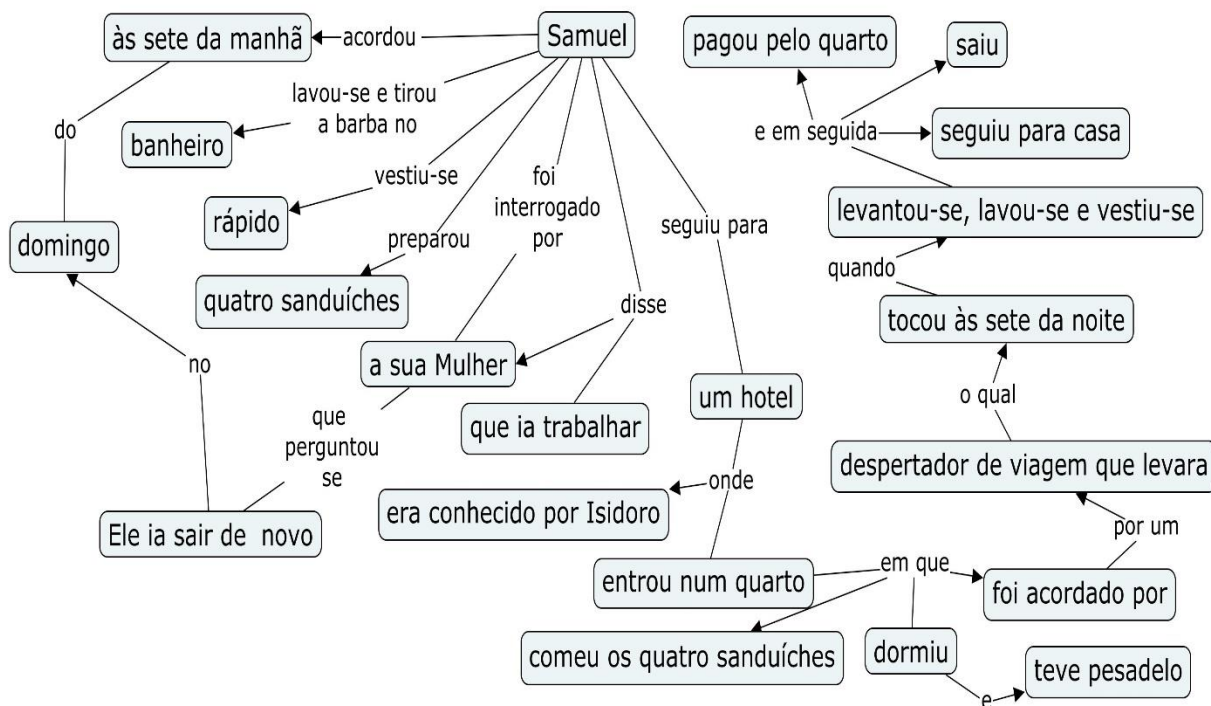 às sete da manhã
acordou
Samuel
pagou pelo quarto
saiu
lavou-se e tirou
a barba no
do
banheiro
e em seguida
seguiu para casa
vestiu-se
foi
interrogado
por
rápido
levantou-se, lavou-se e vestiu-se
domingo
preparou
seguiu para
quando
quatro sanduíches
disse
tocou às sete da noite
no
a sua Mulher
um hotel
o qual
que
perguntou
se
que ia trabalhar
despertador de viagem que levara
onde
era conhecido por Isidoro
Ele ia sair de novo
por um
entrou num quarto
em que
foi acordado por
comeu os quatro sanduíches
dormiu
teve pesadelo
e